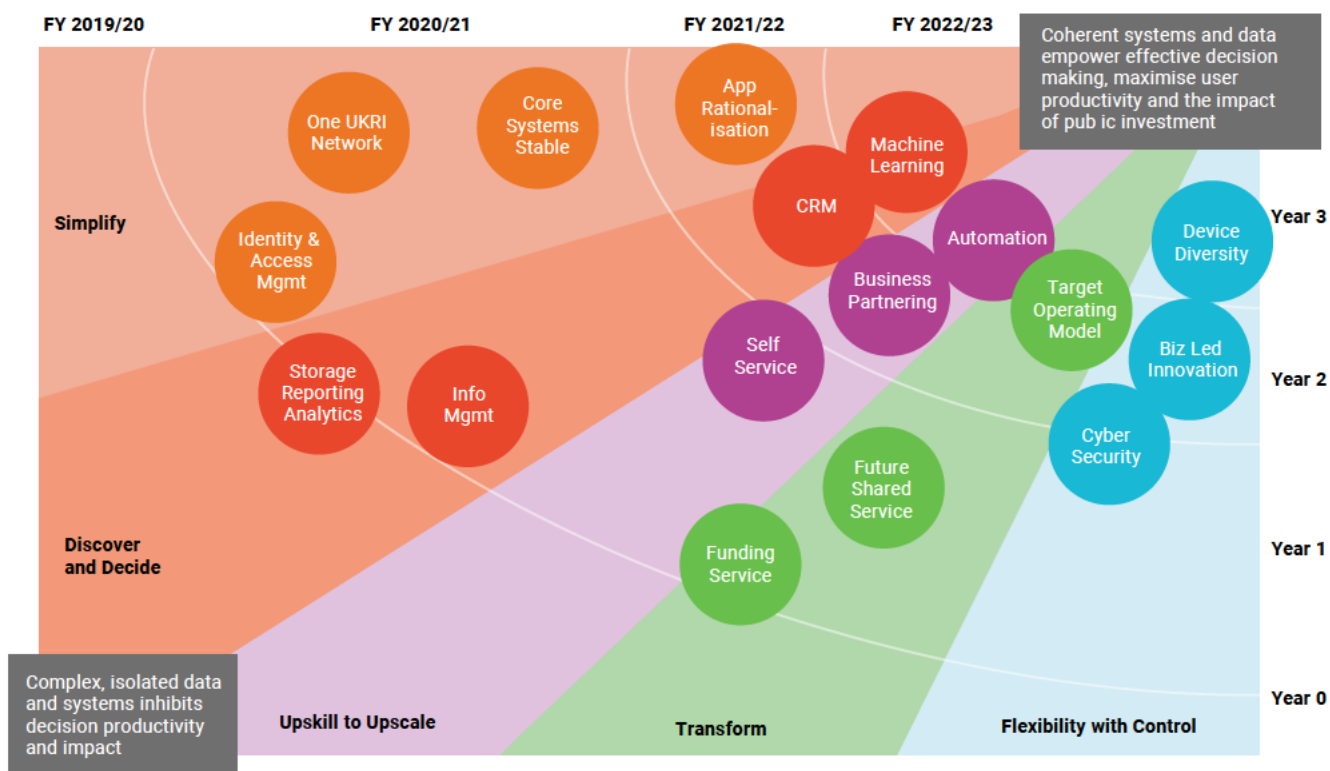 FY 2019/20
FY 2020/21
FY 2021/22
FY 2022/23
Coherent systems and data
empower effective decision
making, maximise user
productivity and the impact
of pub ic investment
One UKRI
Network
Core
Systems
Stable
App
Rational-
isation
Machine
Learning
Simplify
Identity &
Access
Mgmt
CRM
Automation
Device
Diversity
Year 3
Business
Partnering
Target
Operating
Model
Self
Service
Biz Led
Innovation
Year 2
Storage
Reporting
Analytics
Info
Mgmt
Cyber
Security
Future
Shared
Service
Discover
and Decide
Funding
Service
Year 1
Complex, isolated data
and systems inhibits
decision productivity
and impact
Upskill to Upscale
Transform
Flexibility with Control
Year 0